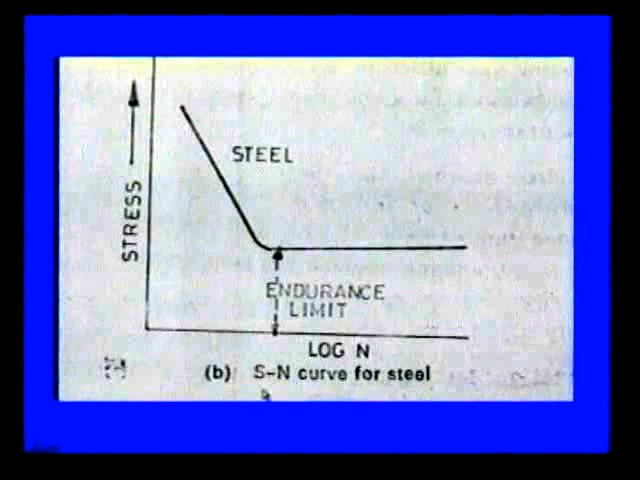 STEEL
STRESS
ENDURANCE
LIMIT
LOG N
(b) S-N curve for steel